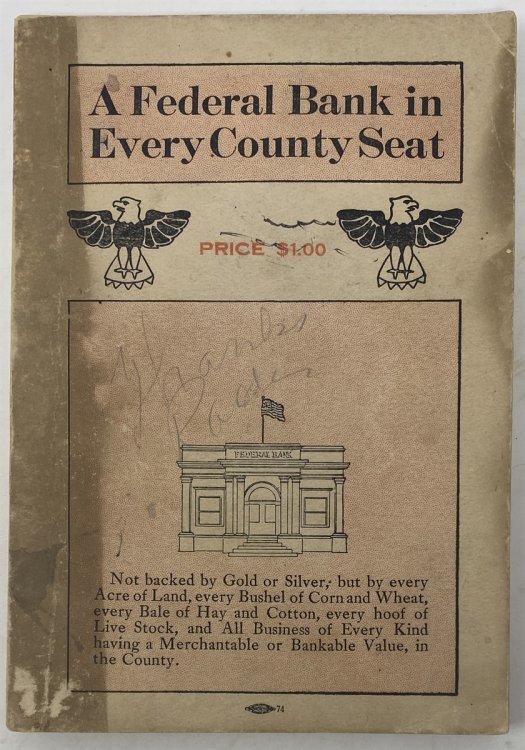 A Federal Bank in
Every County Seat
PRICE $1.00
FEDERAL BANK
Not backed by Gold or Silver, but by every
Acre of Land, every Bushel of Corn and Wheat,
every Bale of Hay and Cotton, every hoof of
Live Stock, and All Business of Every Kind
having a Merchantable or Bankable Value, in
the County.
74